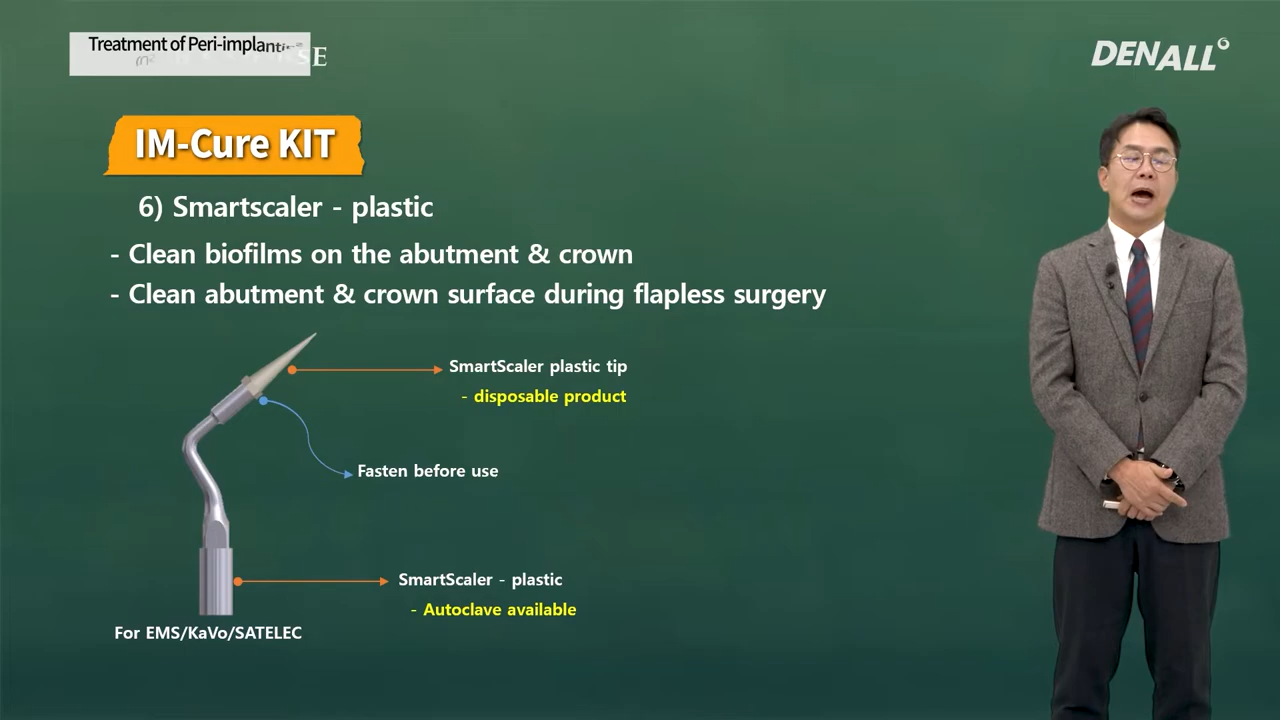 Treatment of Peri-implantitis
DENALL
IM-Cure KIT
6) Smartscaler - plastic
- Clean biofilms on the abutment & crown
- Clean abutment & crown surface during flapless surgery
SmartScaler plastic tip
- disposable product
Fasten before use
SmartScaler - plastic
- Autoclave available
For EMS/KaVo/SATELEC